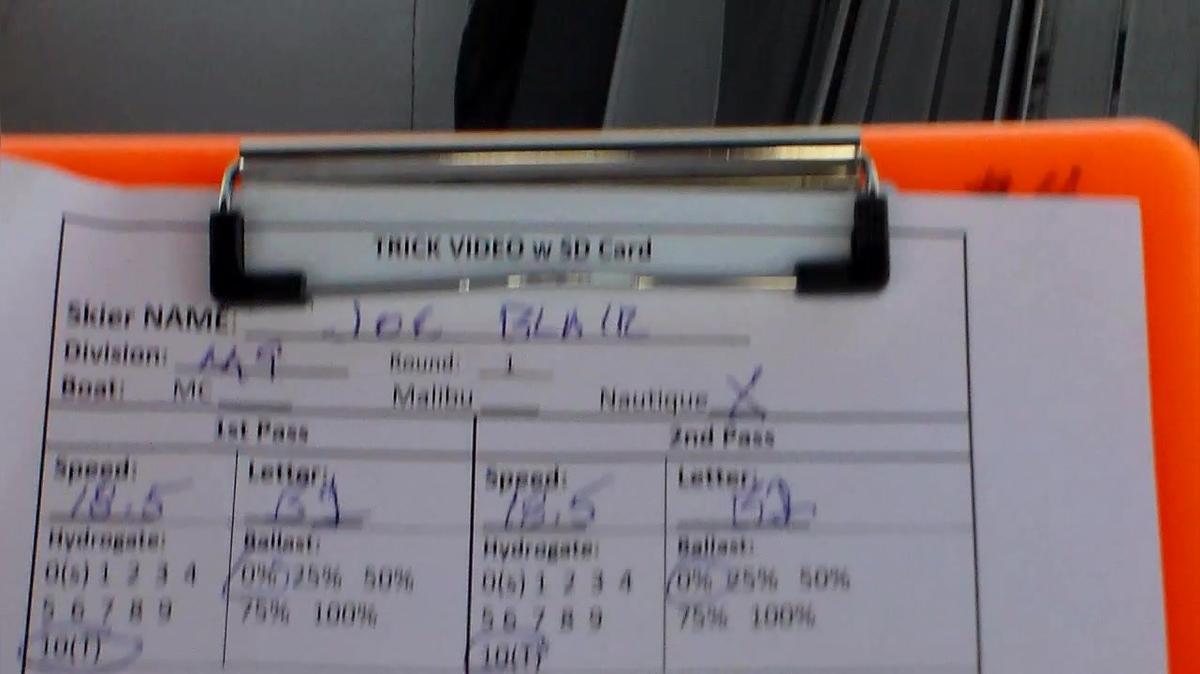 TRICK VIDEO w SD Card
Skier NAME: JOE BLAIR
Division: M9 Round: 1
Boat: MC Malibu Nautique X
1st Pass 2nd Pass
Speed: 18.5 Letter: B1 Speed: 18.5 Letter: B2
Hydrogate: Ballast: Hydrogate: Ballast:
0(s) 1 2 3 4 0% 25% 50% 0(s) 1 2 3 4 0% 25% 50%
5 6 7 8 9 75% 100% 5 6 7 8 9 75% 100%
10(T) 10(T)